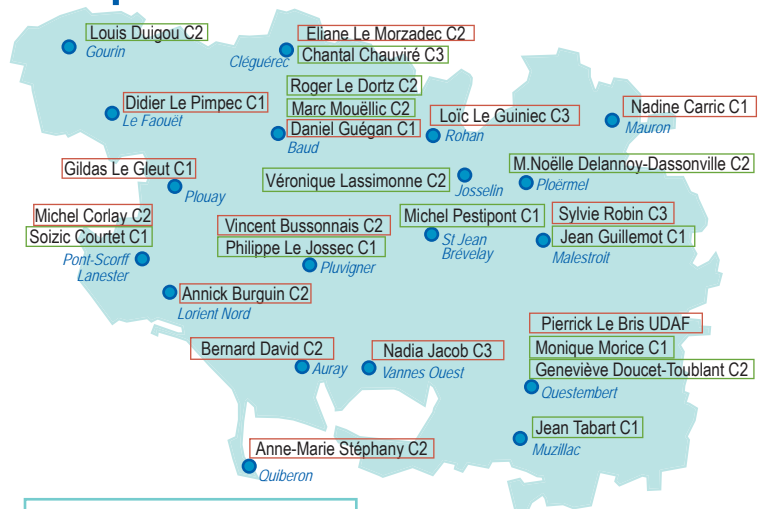 Louis Duigou C2
Gourin
Eliane Le Morzadec C2
Chantal Chauviré C3
Cléguérec
Roger Le Dortz C2
Marc Mouëllic C2
Daniel Guégan C1
Baud
Didier Le Pimpec C1
Le Faouët
Loïc Le Guiniec C3
Rohan
Nadine Carric C1
Mauron
Gildas Le Gleut C1
Plouay
Véronique Lassimonne C2
Josselin
M.Noëlle Delannoy-Dassonville C2
Ploërmel
Michel Corlay C2
Soizic Courtet C1
Pont-Scorff
Lanester
Vincent Bussonnais C2
Philippe Le Jossec C1
Pluvigner
Michel Pestipont C1
St Jean
Brévelay
Sylvie Robin C3
Jean Guillemot C1
Malestroit
Annick Burguin C2
Lorient Nord
Bernard David C2
Auray
Nadia Jacob C3
Vannes Ouest
Pierrick Le Bris UDAF
Monique Morice C1
Geneviève Doucet-Toublant C2
Questembert
Jean Tabart C1
Muzillac
Anne-Marie Stéphany C2
Quiberon